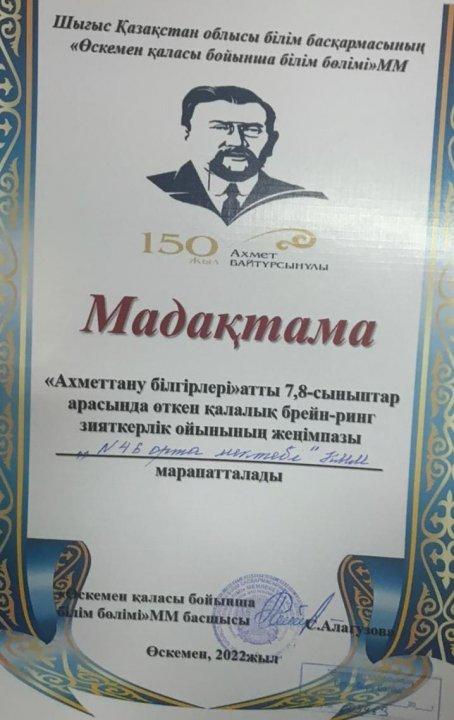 Шығыс Қазақстан облысы білім басқармасының
«Өскемен қаласы бойынша білім бөлімі»ММ
150
ЖЫЛ
АХМЕТ
БАЙТҰРСЫНҰЛЫ
Мадақтама
«Ахметтану білгірлері»атты 7,8-сыныптар
арасында өткен қалалық брейн-ринг
зияткерлік ойынының жеңімпазы
„N46 орта мектебі" КММ
марапатталады
«Өскемен қаласы бойынша
білім бөлімі»ММ басшысы
С.Алагузова
Өскемен, 2022жыл